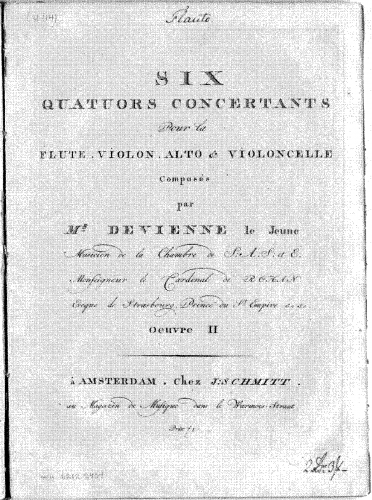 Flauto
SIX
QUATUORS CONCERTANTS
Pour la
FLUTE, VIOLON, ALTO & VIOLONCELLE
Composés
par
Mr. DEVIENNE le Jeune
Musicien de la Chambre de S. A. S. et E.
Monseigneur le Cardinal de ROHAN
Eveque de Strasbourg, Prince du St. Empire &. &.
Oeuvre II
à AMSTERDAM. Chez J: SCHMITT.
au Magazin de Musique dans le Warmoes-Straat.
Prix f